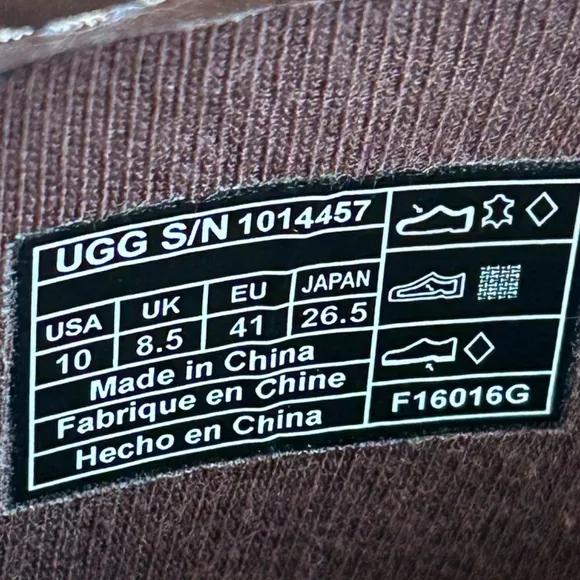 UGG S/N 1014457
USA UK EU JAPAN
10 8.5 41 26.5
Made in China
Fabrique en Chine
Hecho en China
F16016G